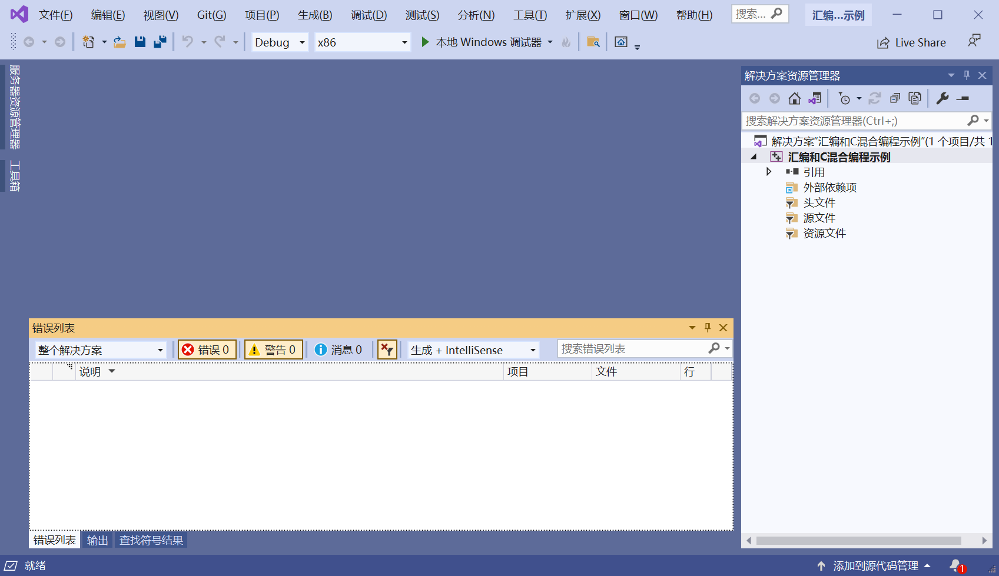 文件(F) 编辑(E) 视图(V) Git(G) 项目(P) 生成(B) 调试(D) 测试(S) 分析(N) 工具(T) 扩展(X) 窗口(W) 帮助(H) 搜索... 汇编...示例
Debug x86 本地 Windows 调试器 Live Share
服务器资源管理器
工具箱
解决方案资源管理器
搜索解决方案资源管理器(Ctrl+;)
解决方案"汇编和C混合编程示例"(1 个项目/共 1
汇编和C混合编程示例
引用
外部依赖项
头文件
源文件
资源文件
错误列表
整个解决方案 错误 0 警告 0 消息 0 生成 + IntelliSense 搜索错误列表
说明 项目 文件 行
错误列表 输出 查找符号结果
就绪 添加到源代码管理 1